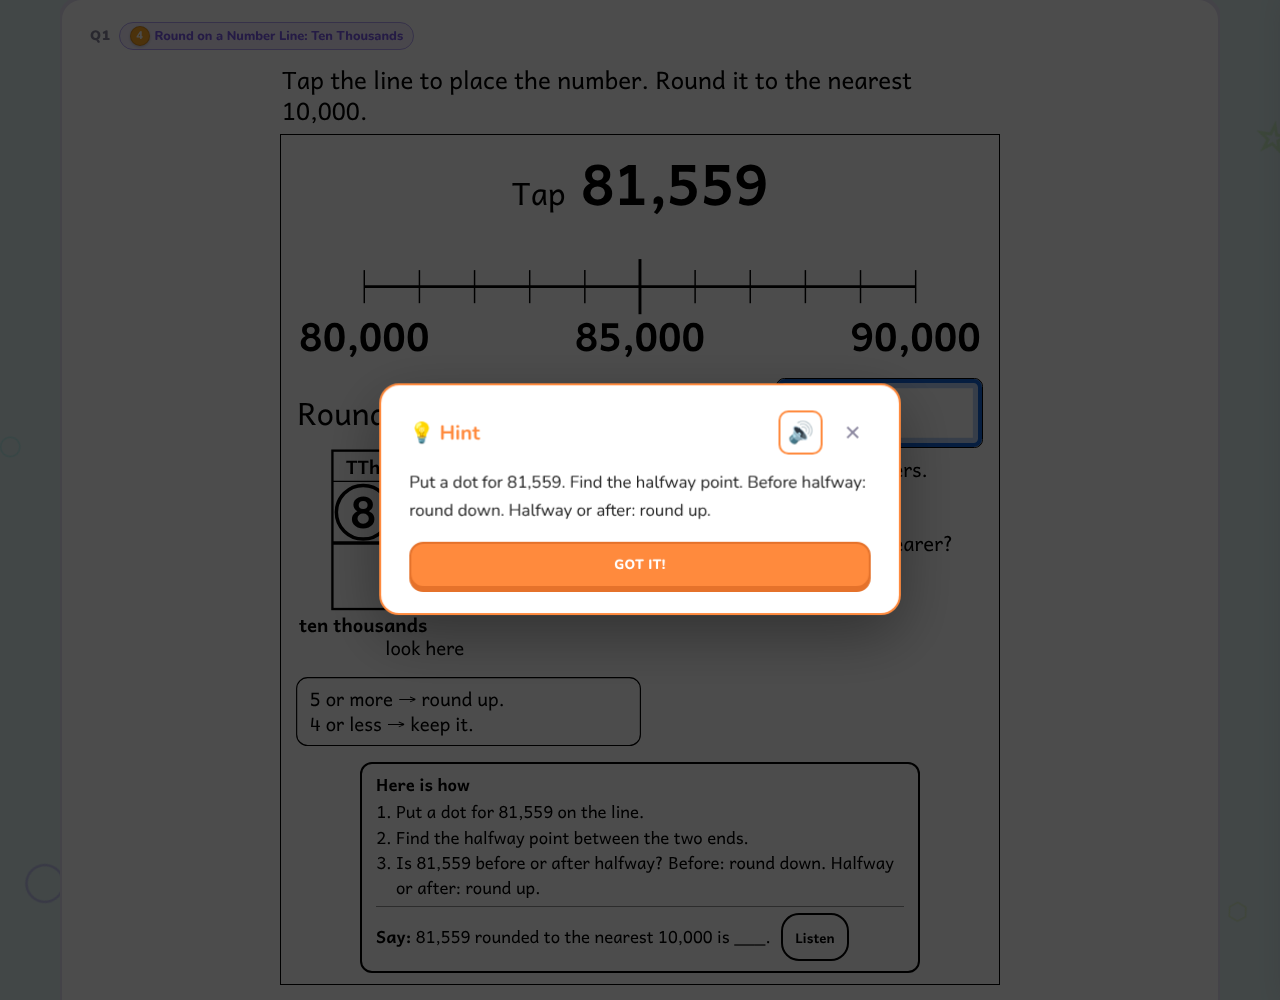 Q1 4 Round on a Number Line: Ten Thousands
Tap the line to place the number. Round it to the nearest
10,000.
Tap 81,559
80,000 85,000 90,000
💡 Hint 🔊 ✕
Put a dot for 81,559. Find the halfway point. Before halfway:
round down. Halfway or after: round up.
GOT IT!
8
ten thousands
look here
5 or more → round up.
4 or less → keep it.
Here is how
1. Put a dot for 81,559 on the line.
2. Find the halfway point between the two ends.
3. Is 81,559 before or after halfway? Before: round down. Halfway
or after: round up.
Say: 81,559 rounded to the nearest 10,000 is ____. Listen